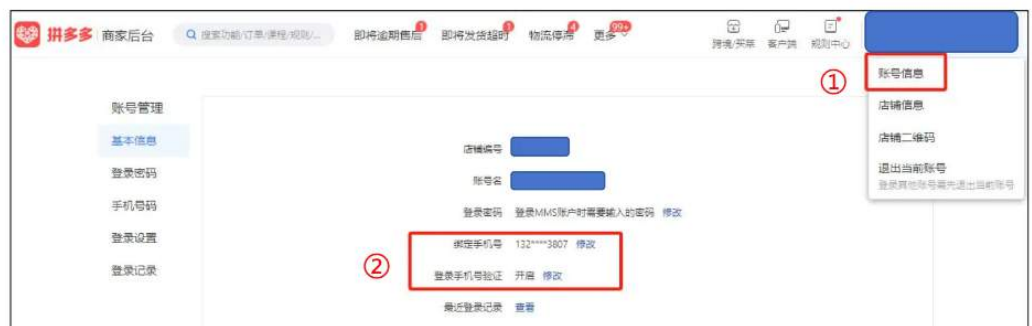 拼多多 商家后台 搜索功能/订单/课程/规则/... 即将逾期售后 1 即将发货超时 1 物流停滞 4 更多 99+ 跨境/买菜 客户端 规则中心
① 账号信息
店铺信息
店铺二维码
退出当前账号
登录其他账号需先退出当前账号
账号管理
基本信息
登录密码
手机号码
登录设置
登录记录
店铺编号
账号名
登录密码 登录MMS账户时需要输入的密码 修改
② 绑定手机号 132****3807 修改
登录手机号验证 开启 修改
最近登录记录 查看